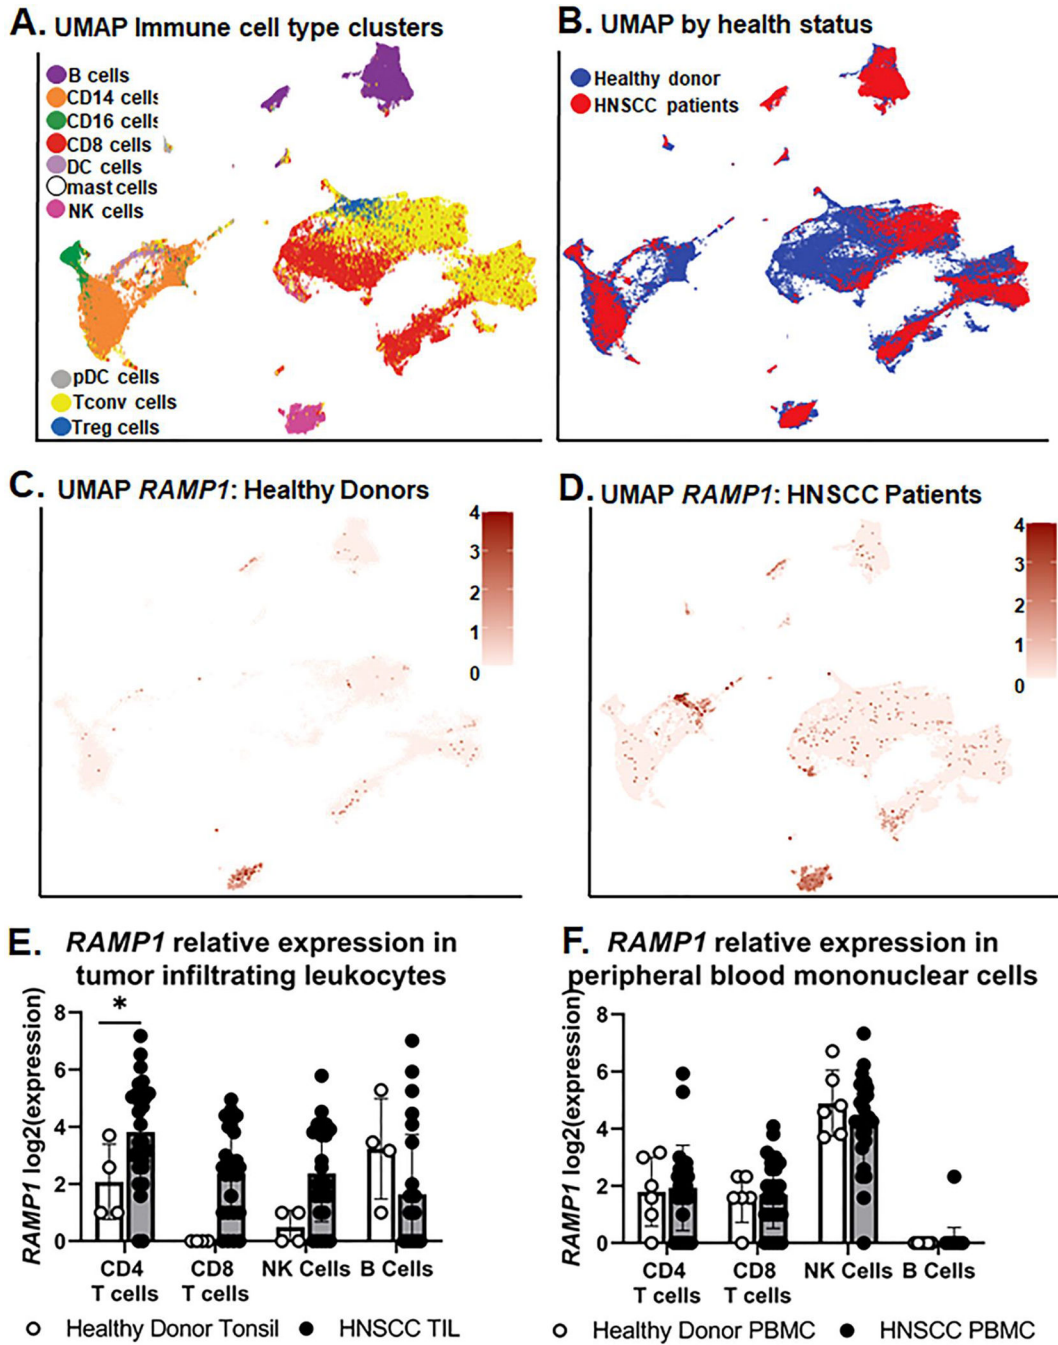 A. UMAP Immune cell type clusters
B cells
CD14 cells
CD16 cells
CD8 cells
DC cells
mast cells
NK cells
pDC cells
Tconv cells
Treg cells
B. UMAP by health status
Healthy donor
HNSCC patients
C. UMAP RAMP1: Healthy Donors
4
3
2
1
0
D. UMAP RAMP1: HNSCC Patients
4
3
2
1
0
E. RAMP1 relative expression in
tumor infiltrating leukocytes
RAMP1 log2(expression)
8
6
4
2
0
*
CD4
T cells
CD8
T cells
NK Cells
B Cells
Healthy Donor Tonsil
HNSCC TIL
F. RAMP1 relative expression in
peripheral blood mononuclear cells
RAMP1 log2(expression)
8
6
4
2
0
CD4
T cells
CD8
T cells
NK Cells
B Cells
Healthy Donor PBMC
HNSCC PBMC